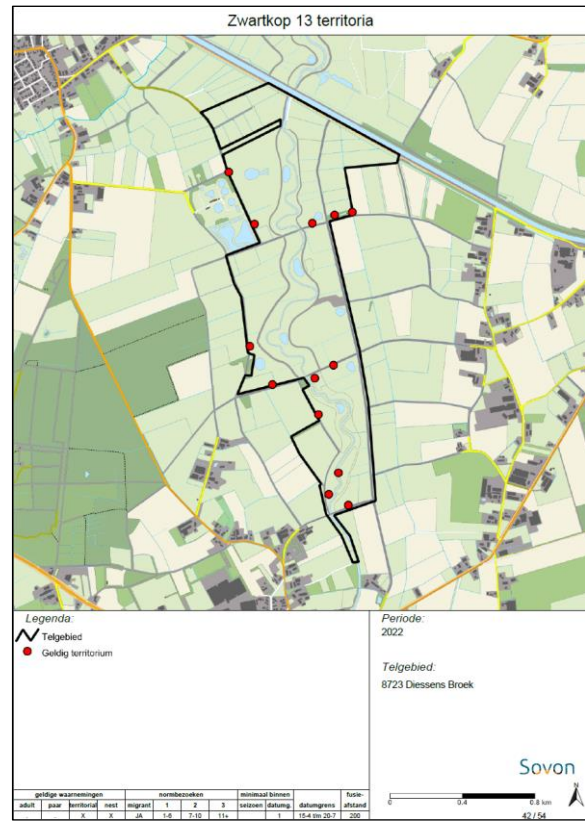 Zwartkop 13 territoria
Legenda:
Telgebied
Geldig territorium
Periode:
2022
Telgebied:
8723 Diessens Broek
Sovon
0 0.4 0.8 km
N
42 / 54
geldige waarnemingen normbezoeken minimaal binnen fusie-
adult paar territoriaal nest migrant 1 2 3 seizoen datumg. datumgrens afstand
X X JA 1-6 7-10 11+ 1 15-4 t/m 20-7 200